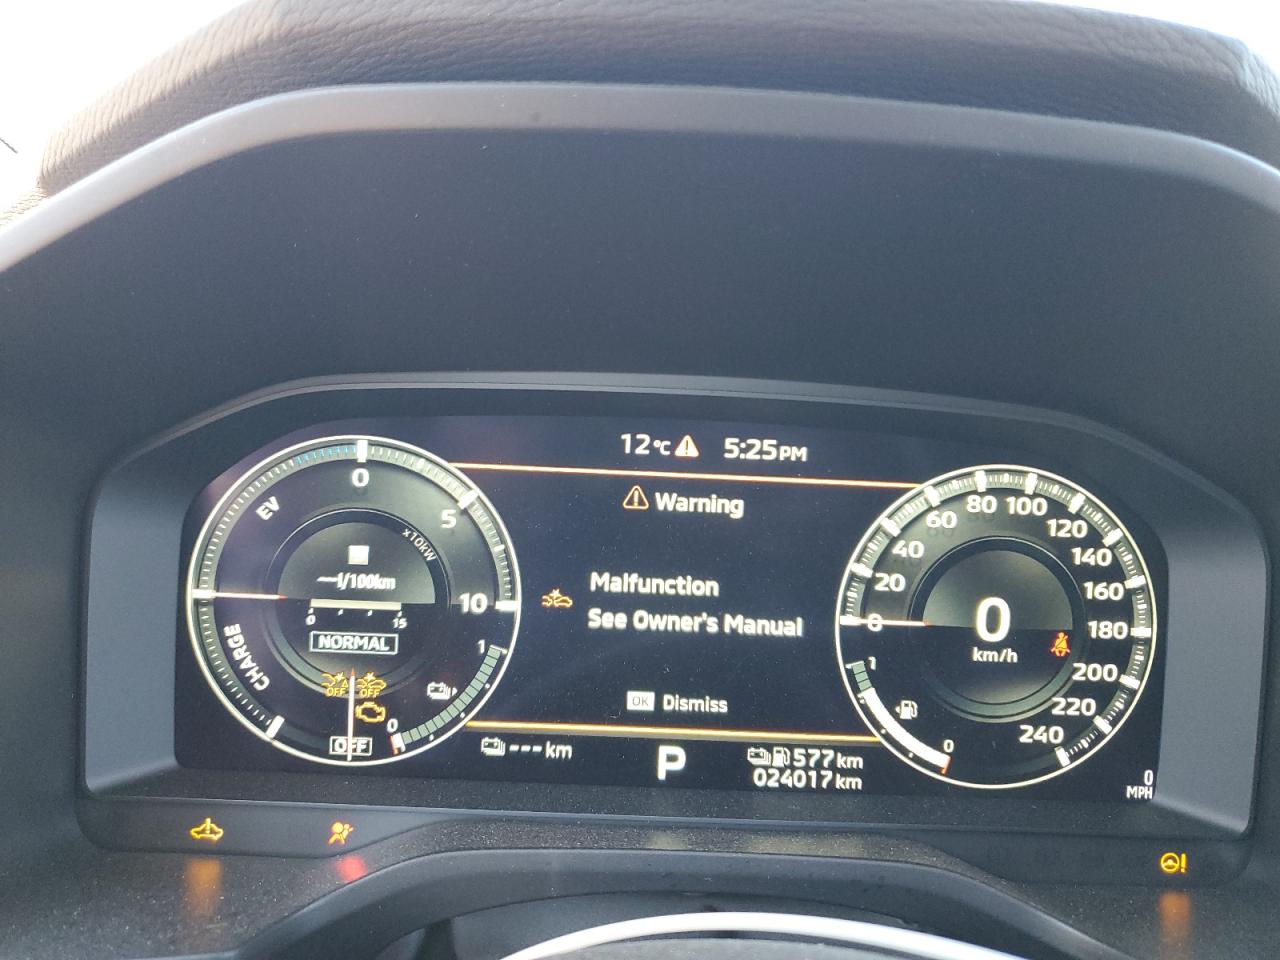 12°C 5:25PM
Warning
Malfunction
See Owner's Manual
OK Dismiss
--- km
P
577km
024017km
EV
0
5
10
x10kW
CHARGE
l/100km
0 15
NORMAL
OFF OFF
OFF
1
0
0
20
40
60
80
100
120
140
160
180
200
220
240
0
km/h
1
0
0
MPH